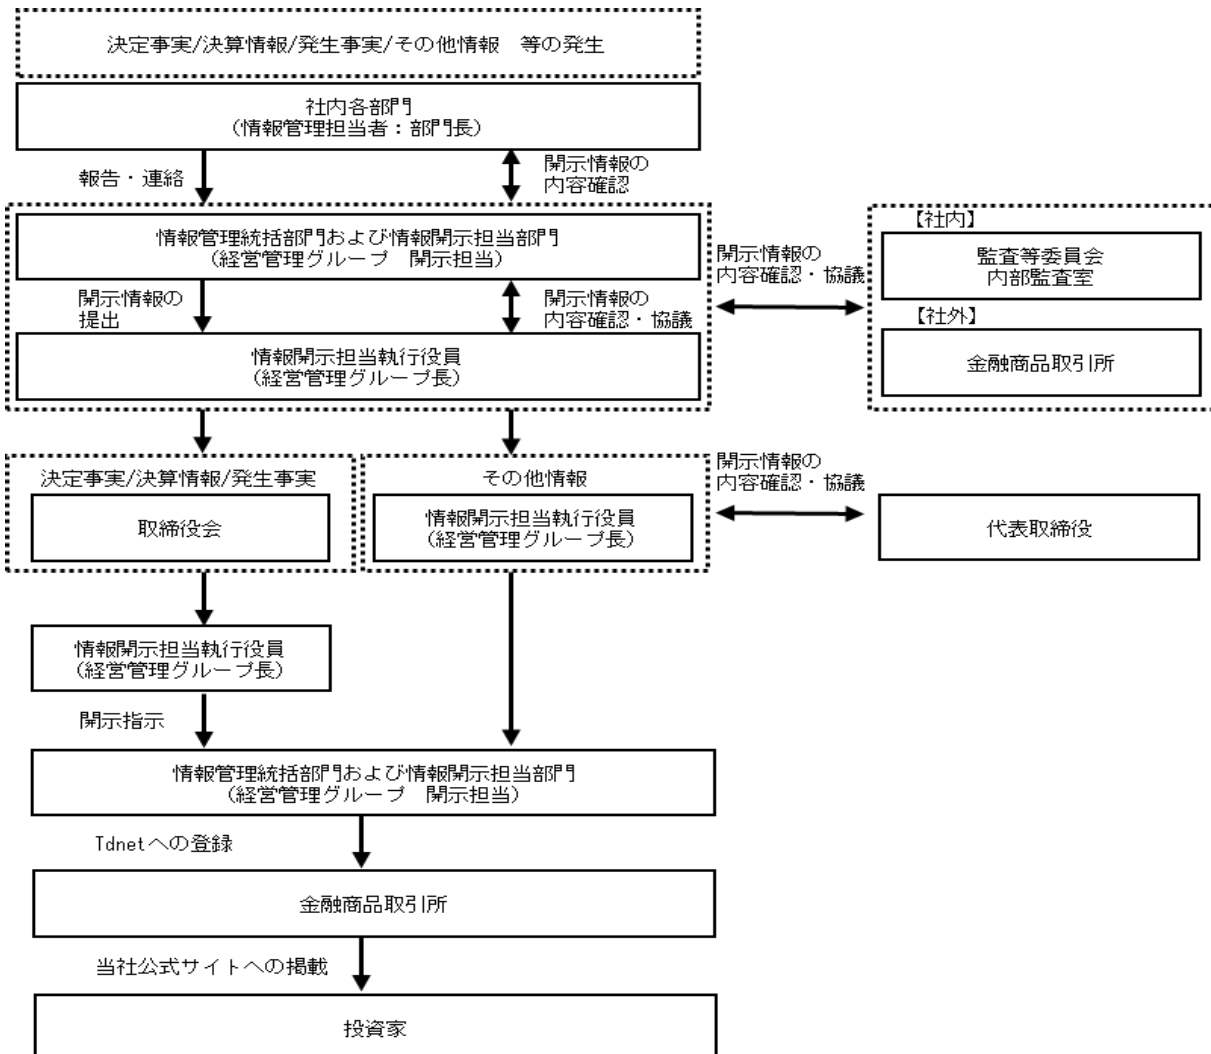 決定事実/決算情報/発生事実/その他情報　等の発生
社内各部門
(情報管理担当者：部門長)
報告・連絡
開示情報の
内容確認
情報管理統括部門および情報開示担当部門
(経営管理グループ　開示担当)
開示情報の
提出
開示情報の
内容確認・協議
情報開示担当執行役員
(経営管理グループ長)
開示情報の
内容確認・協議
【社内】
監査等委員会
内部監査室
【社外】
金融商品取引所
決定事実/決算情報/発生事実
取締役会
その他情報
情報開示担当執行役員
(経営管理グループ長)
開示情報の
内容確認・協議
代表取締役
情報開示担当執行役員
(経営管理グループ長)
開示指示
情報管理統括部門および情報開示担当部門
(経営管理グループ　開示担当)
Tdnetへの登録
金融商品取引所
当社公式サイトへの掲載
投資家